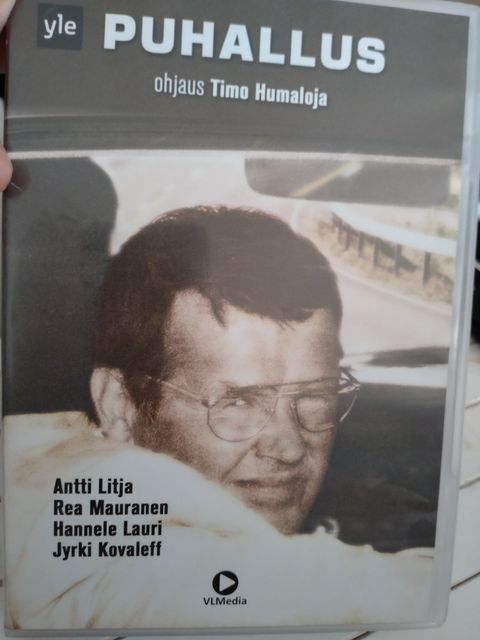 yle
PUHALLUS
ohjaus Timo Humaloja
Antti Litja
Rea Mauranen
Hannele Lauri
Jyrki Kovaleff
VLMedia